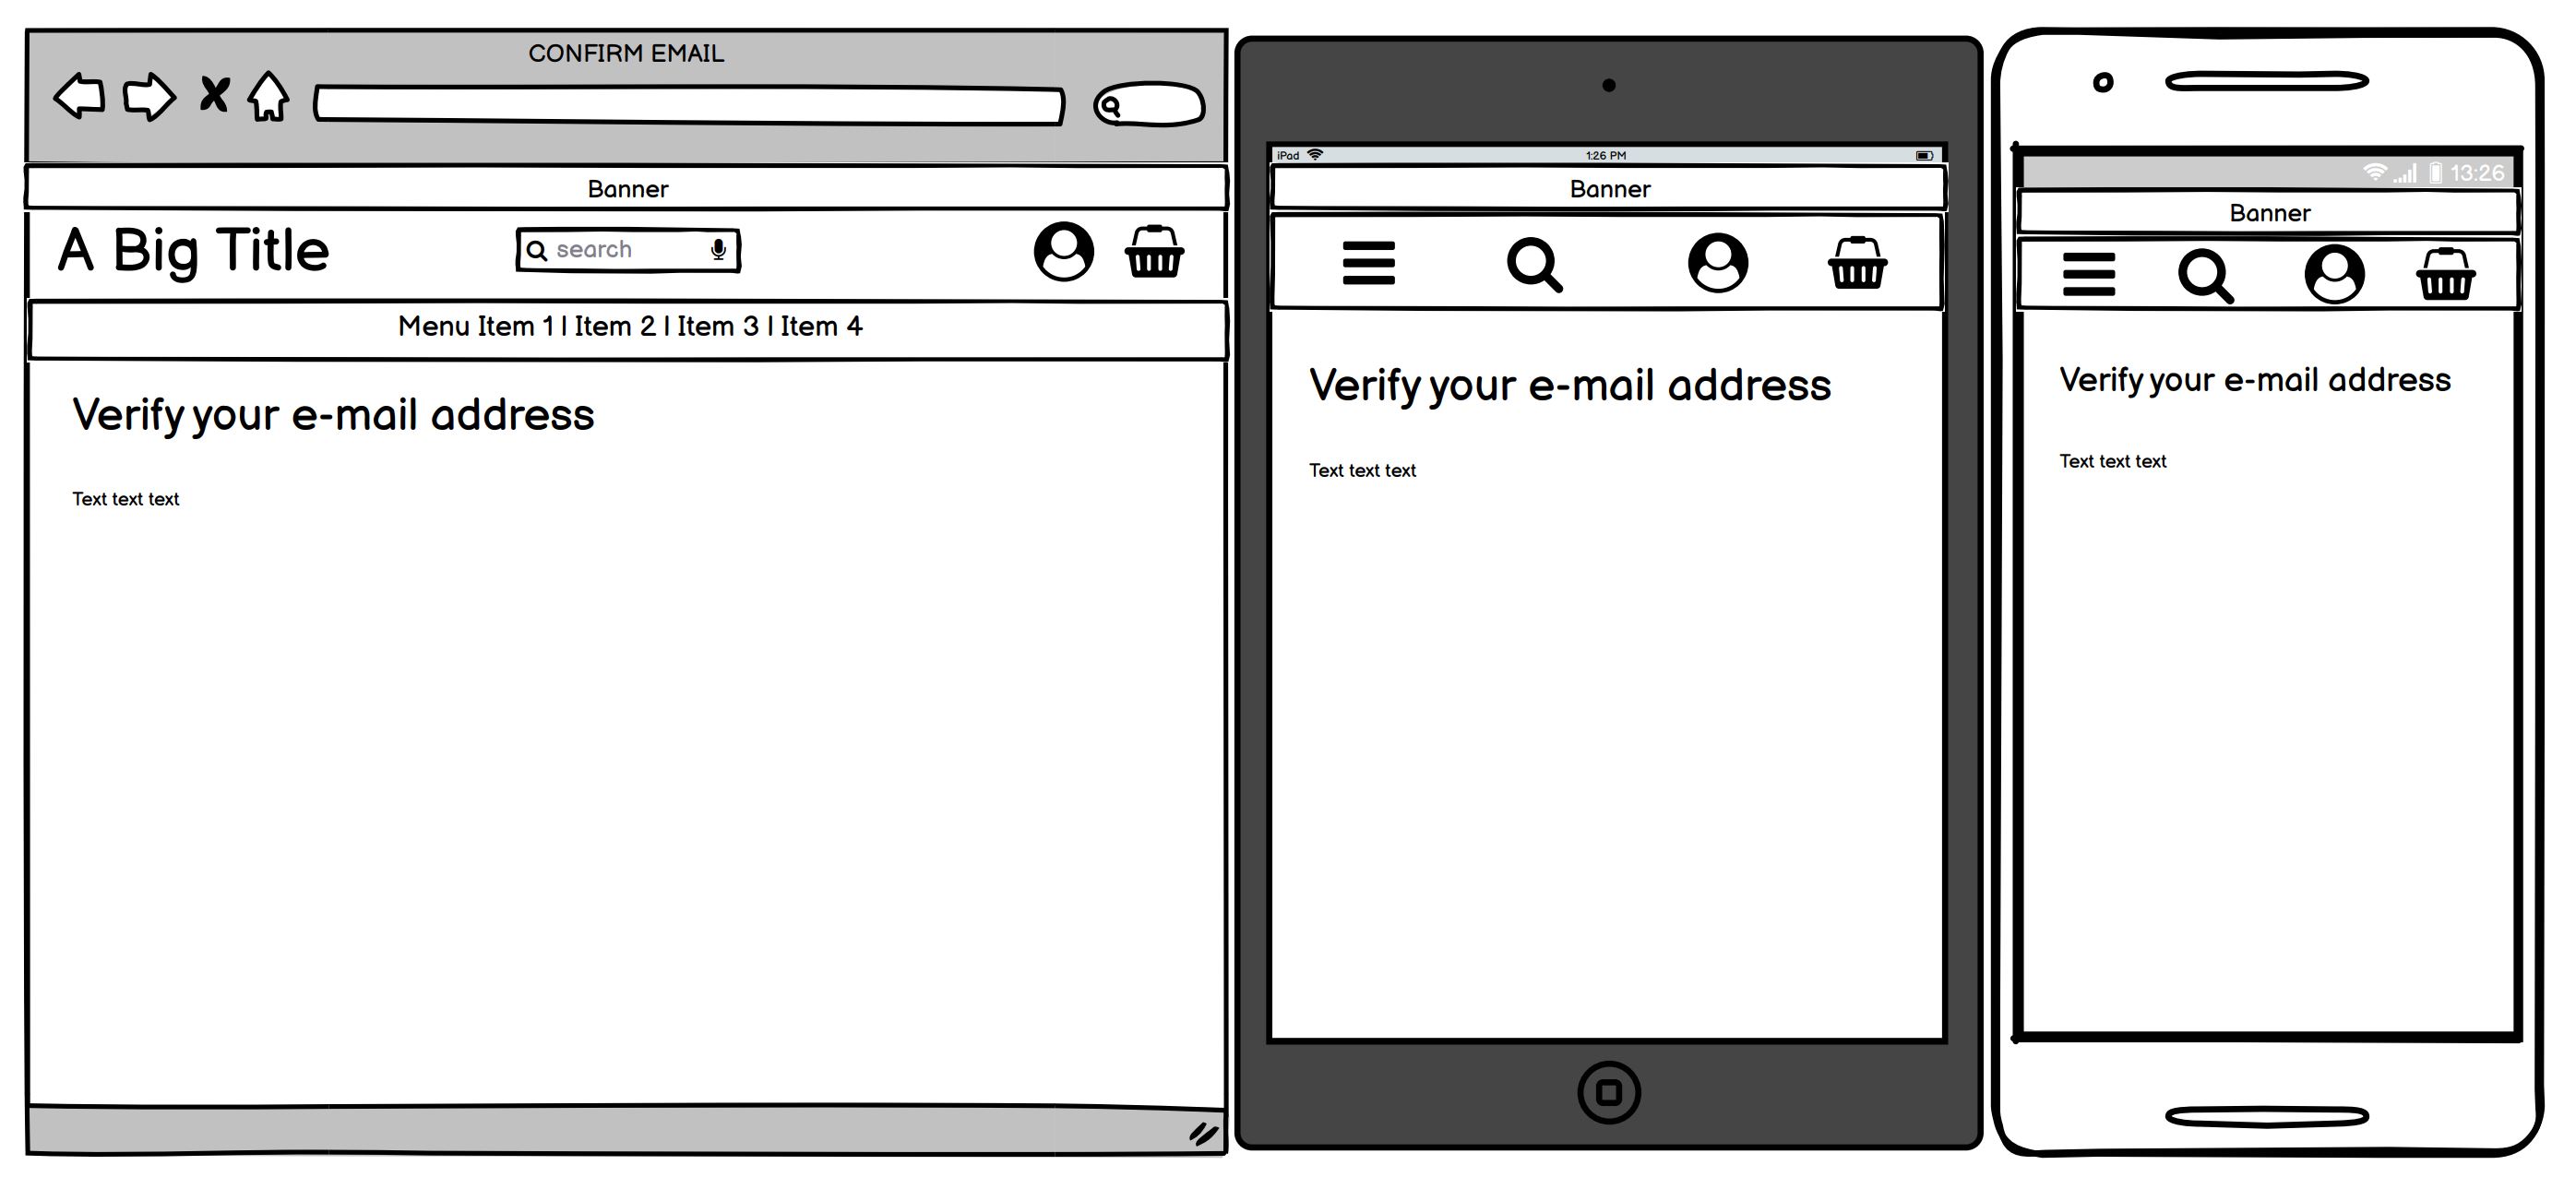 CONFIRM EMAIL
Banner
A Big Title
search
Menu Item 1 | Item 2 | Item 3 | Item 4
Verify your e-mail address
Text text text
iPad
1:26 PM
Banner
Verify your e-mail address
Text text text
13:26
Banner
Verify your e-mail address
Text text text